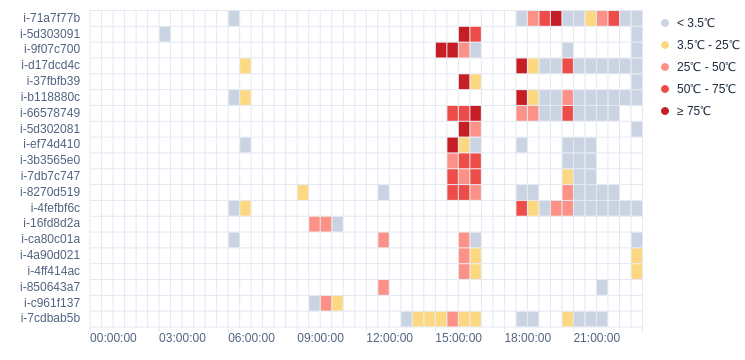 i-71a7f77b
i-5d303091
i-9f07c700
i-d17dcd4c
i-37fbfb39
i-b118880c
i-66578749
i-5d302081
i-ef74d410
i-3b3565e0
i-7db7c747
i-8270d519
i-4fefbf6c
i-16fd8d2a
i-ca80c01a
i-4a90d021
i-4ff414ac
i-850643a7
i-c961f137
i-7cdbab5b
00:00:00 03:00:00 06:00:00 09:00:00 12:00:00 15:00:00 18:00:00 21:00:00
< 3.5℃
3.5℃ - 25℃
25℃ - 50℃
50℃ - 75℃
≥ 75℃